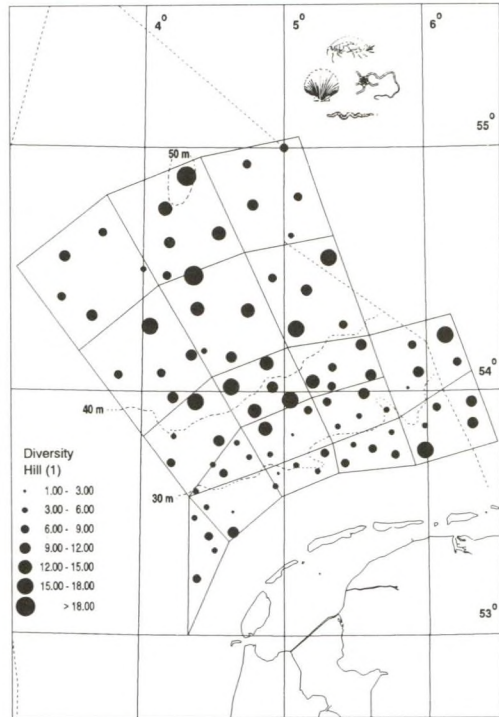 4°
5°
6°
55°
50 m
54°
40 m
30 m
53°
Diversity
Hill (1)
1.00 - 3.00
3.00 - 6.00
6.00 - 9.00
9.00 - 12.00
12.00 - 15.00
15.00 - 18.00
> 18.00